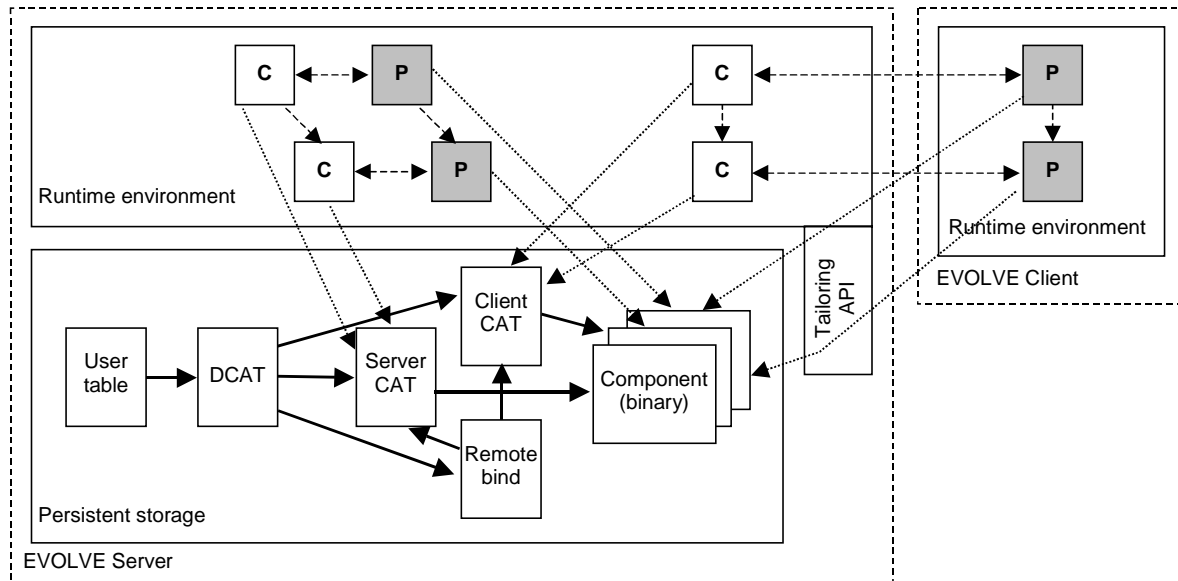 C
P
C
P
C
P
C
P
Runtime environment
C
C
Runtime environment
EVOLVE Client
Tailoring
API
User
table
DCAT
Client
CAT
Server
CAT
Component
(binary)
Remote
bind
Persistent storage
EVOLVE Server